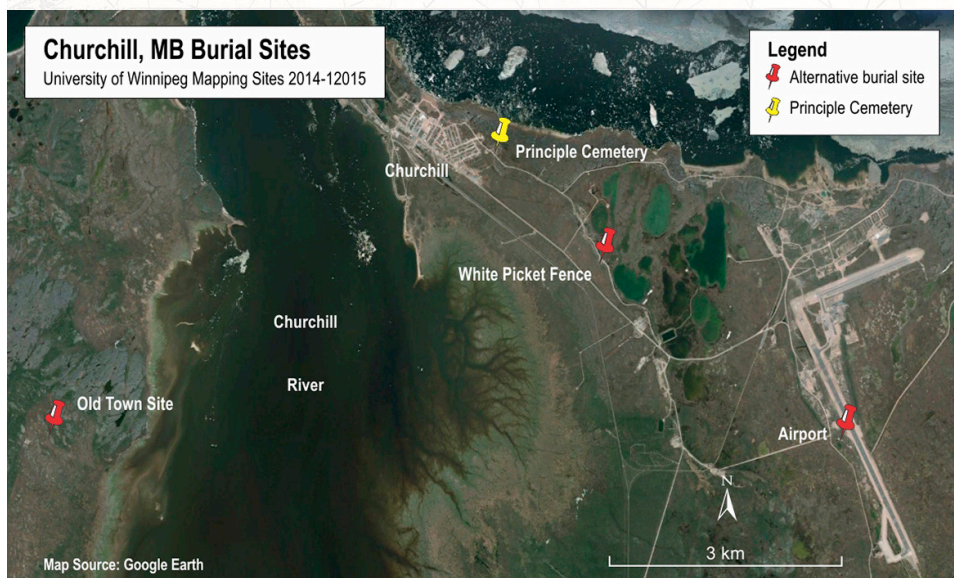 Churchill, MB Burial Sites
University of Winnipeg Mapping Sites 2014-12015
Legend
Alternative burial site
Principle Cemetery
Principle Cemetery
Churchill
White Picket Fence
Churchill
River
Old Town Site
Airport
N
3 km
Map Source: Google Earth